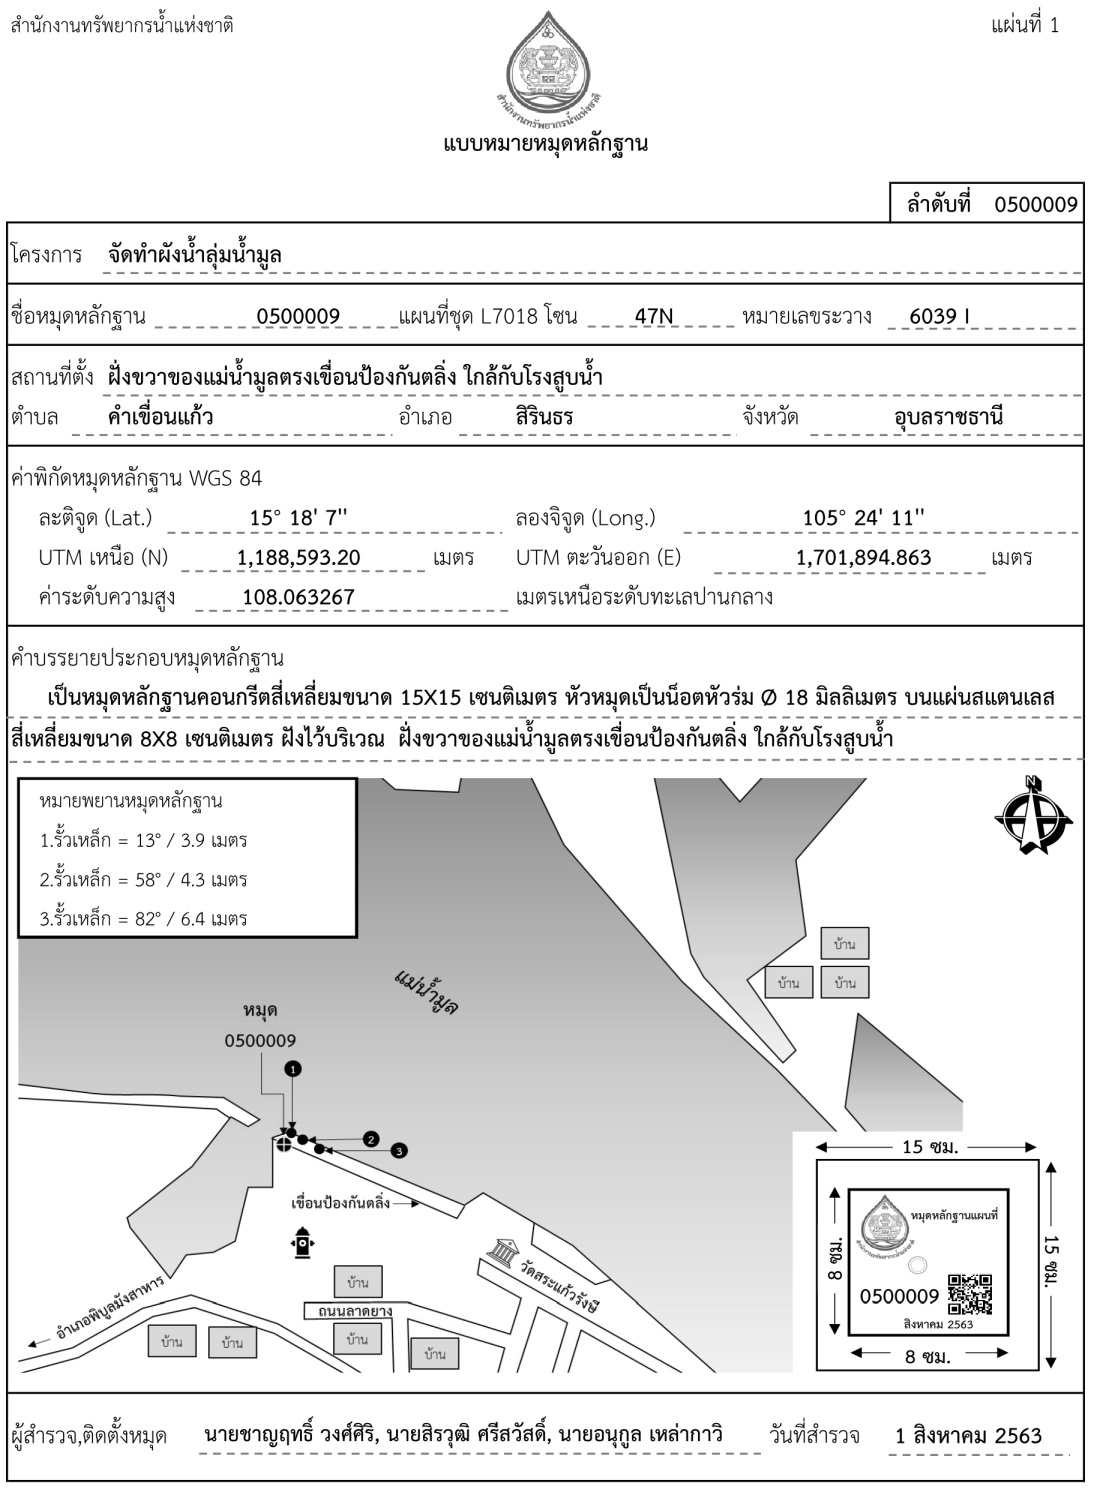 สำนักงานทรัพยากรน้ำแห่งชาติ
แผ่นที่ 1
สำนักงานทรัพยากรน้ำแห่งชาติ
แบบหมายหมุดหลักฐาน
ลำดับที่ 0500009
โครงการ จัดทำผังน้ำลุ่มน้ำมูล
ชื่อหมุดหลักฐาน 0500009 แผนที่ชุด L7018 โซน 47N หมายเลขระวาง 6039 I
สถานที่ตั้ง ฝั่งขวาของแม่น้ำมูลตรงเขื่อนป้องกันตลิ่ง ใกล้กับโรงสูบน้ำ
ตำบล คำเขื่อนแก้ว อำเภอ สิรินธร จังหวัด อุบลราชธานี
ค่าพิกัดหมุดหลักฐาน WGS 84
ละติจูด (Lat.) 15° 18' 7" ลองจิจูด (Long.) 105° 24' 11"
UTM เหนือ (N) 1,188,593.20 เมตร UTM ตะวันออก (E) 1,701,894.863 เมตร
ค่าระดับความสูง 108.063267 เมตรเหนือระดับทะเลปานกลาง
คำบรรยายประกอบหมุดหลักฐาน
เป็นหมุดหลักฐานคอนกรีตสี่เหลี่ยมขนาด 15X15 เซนติเมตร หัวหมุดเป็นน็อตหัวร่ม Ø 18 มิลลิเมตร บนแผ่นสแตนเลส
สี่เหลี่ยมขนาด 8X8 เซนติเมตร ฝังไว้บริเวณ ฝั่งขวาของแม่น้ำมูลตรงเขื่อนป้องกันตลิ่ง ใกล้กับโรงสูบน้ำ
หมายพยานหมุดหลักฐาน
1.รั้วเหล็ก = 13° / 3.9 เมตร
2.รั้วเหล็ก = 58° / 4.3 เมตร
3.รั้วเหล็ก = 82° / 6.4 เมตร
N
บ้าน
บ้าน
บ้าน
แม่น้ำมูล
หมุด
0500009
1
2
3
เขื่อนป้องกันตลิ่ง
วัดสระแก้วรังษี
อำเภอพิบูลมังสาหาร
บ้าน
ถนนลาดยาง
บ้าน
บ้าน
บ้าน
บ้าน
15 ซม.
15 ซม.
8 ซม.
หมุดหลักฐานแผนที่
สำนักงานทรัพยากรน้ำแห่งชาติ
0500009
สิงหาคม 2563
8 ซม.
ผู้สำรวจ,ติดตั้งหมุด นายชาญฤทธิ์ วงศ์ศิริ, นายสิรวุฒิ ศรีสวัสดิ์, นายอนุกูล เหล่ากาวิ วันที่สำรวจ 1 สิงหาคม 2563